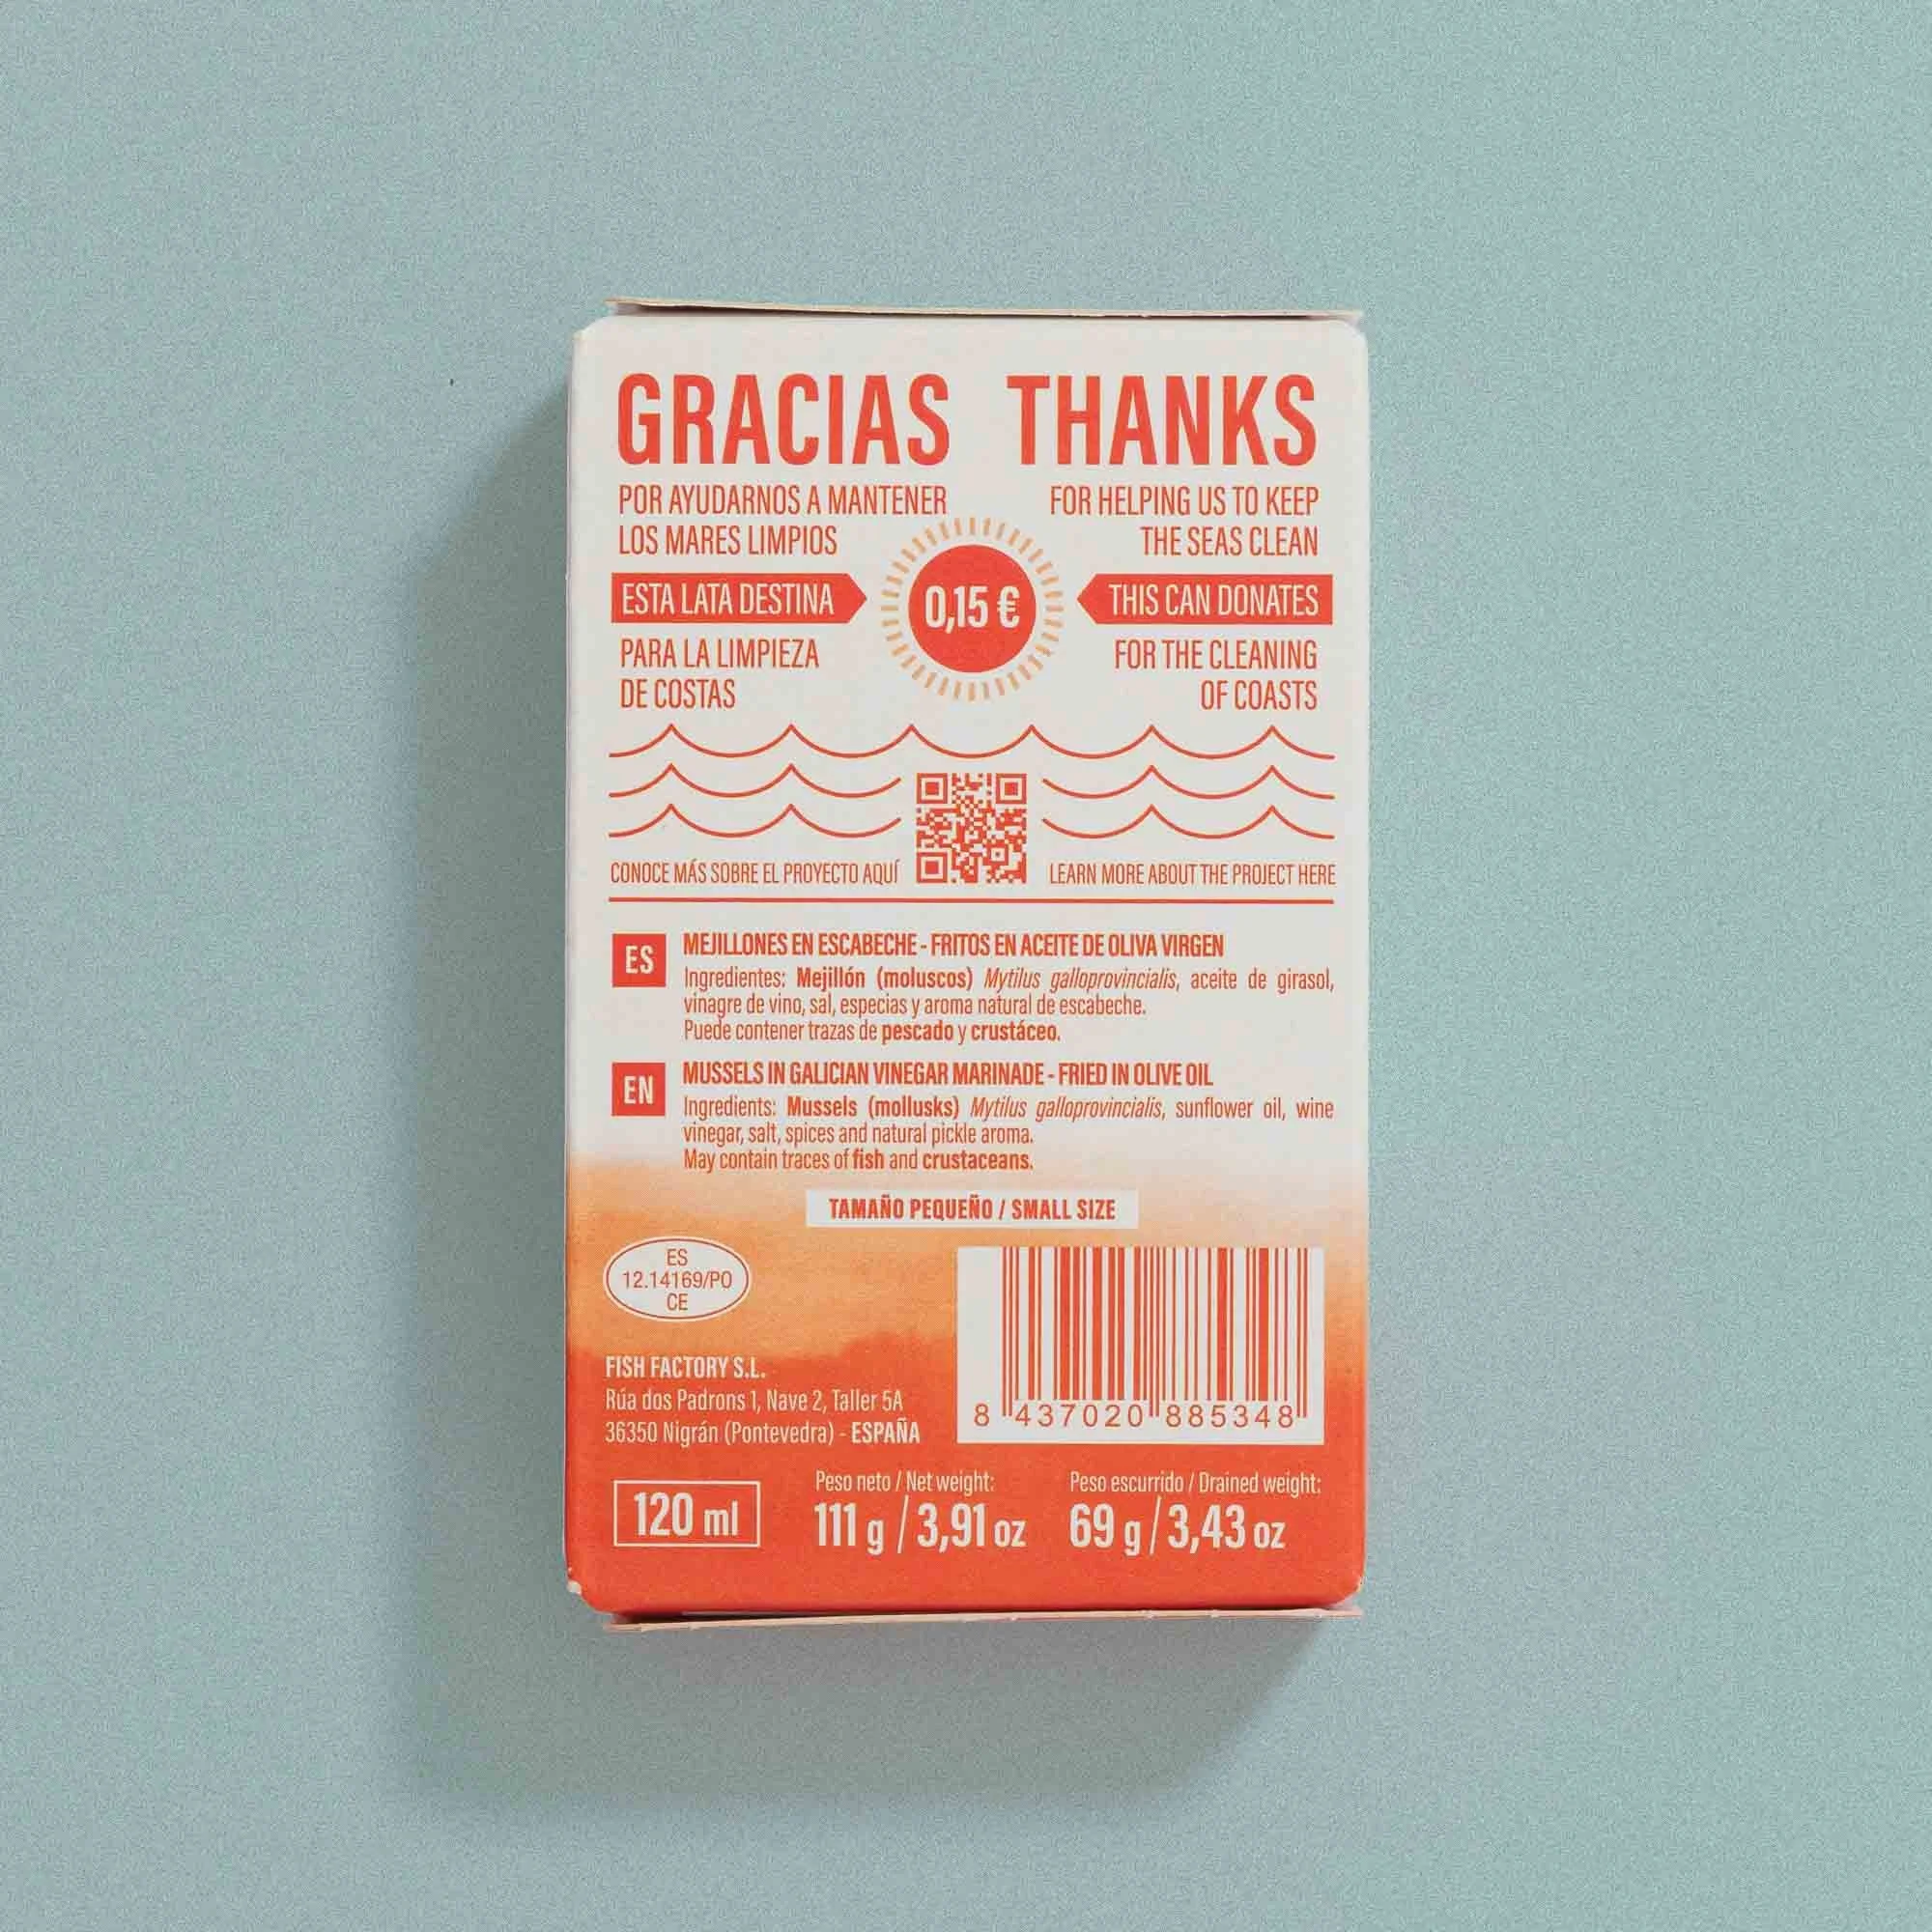 GRACIAS
POR AYUDARNOS A MANTENER
LOS MARES LIMPIOS
ESTA LATA DESTINA
PARA LA LIMPIEZA
DE COSTAS
0,15 €
THANKS
FOR HELPING US TO KEEP
THE SEAS CLEAN
THIS CAN DONATES
FOR THE CLEANING
OF COASTS
CONOCE MÁS SOBRE EL PROYECTO AQUÍ
LEARN MORE ABOUT THE PROJECT HERE
ES
MEJILLONES EN ESCABECHE - FRITOS EN ACEITE DE OLIVA VIRGEN
Ingredientes: Mejillón (moluscos) Mytilus galloprovincialis, aceite de girasol,
vinagre de vino, sal, especias y aroma natural de escabeche.
Puede contener trazas de pescado y crustáceo.
EN
MUSSELS IN GALICIAN VINEGAR MARINADE - FRIED IN OLIVE OIL
Ingredients: Mussels (mollusks) Mytilus galloprovincialis, sunflower oil, wine
vinegar, salt, spices and natural pickle aroma.
May contain traces of fish and crustaceans.
TAMAÑO PEQUEÑO / SMALL SIZE
ES
12.14169/PO
CE
FISH FACTORY S.L.
Rúa dos Padrons 1, Nave 2, Taller 5A
36350 Nigrán (Pontevedra) - ESPAÑA
8 437020 885348
120 ml
Peso neto / Net weight:
111 g / 3,91 oz
Peso escurrido / Drained weight:
69 g / 3,43 oz